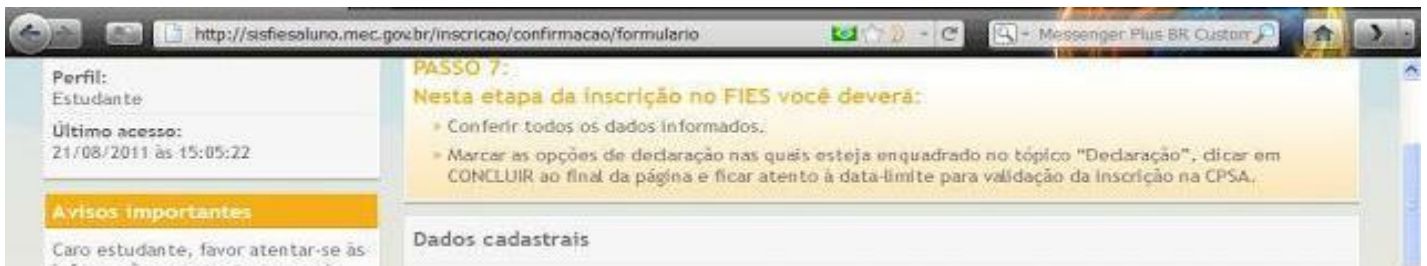 http://sisfiesaluno.mec.gov.br/inscricao/confirmacao/formulario
Messenger Plus BR Custom
Perfil:
Estudante
Último acesso:
21/08/2011 às 15:05:22
Avisos importantes
Caro estudante, favor atentar-se às
PASSO 7:
Nesta etapa da inscrição no FIES você deverá:
Conferir todos os dados informados.
Marcar as opções de declaração nas quais esteja enquadrado no tópico “Declaração”, clicar em
CONCLUIR ao final da página e ficar atento à data-limite para validação da inscrição na CPSA.
Dados cadastrais